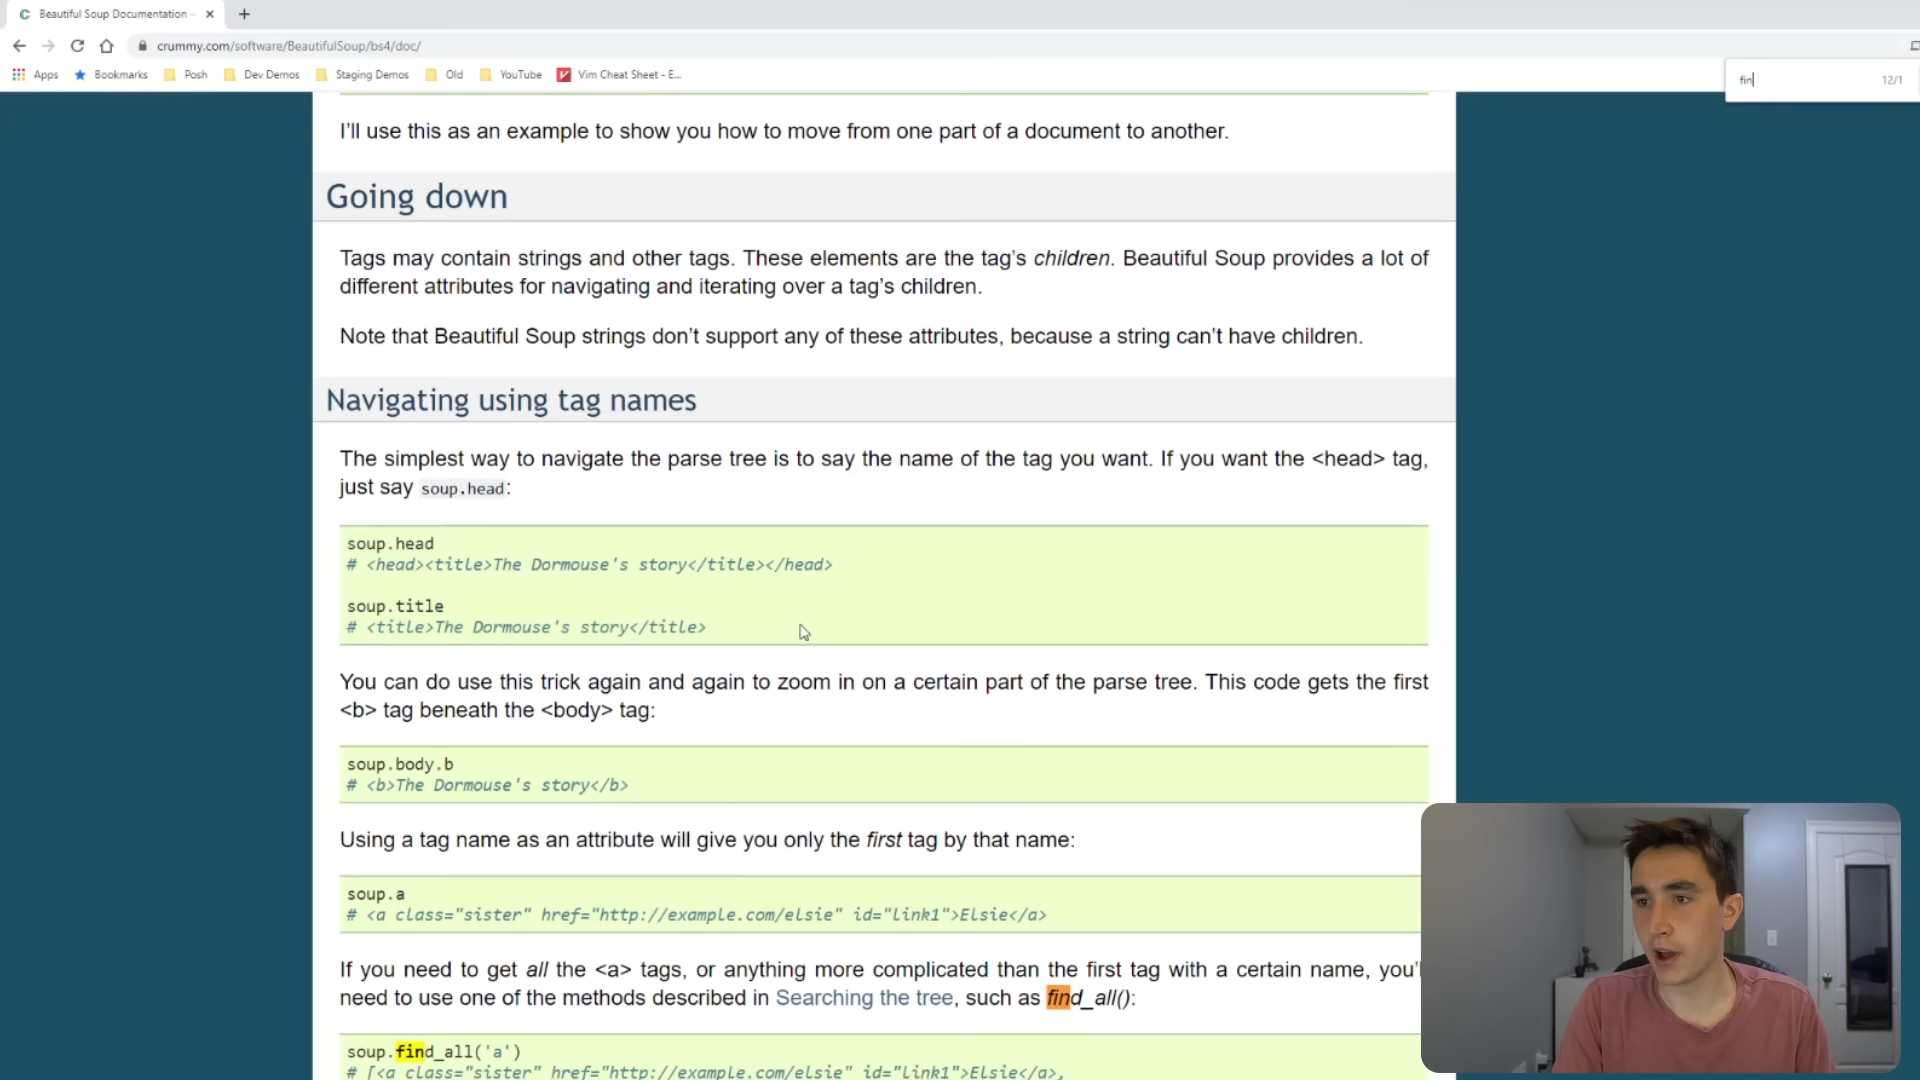 Beautiful Soup Documentation –
crummy.com/software/BeautifulSoup/bs4/doc/
Apps Bookmarks Posh Dev Demos Staging Demos Old YouTube Vim Cheat Sheet - E...
fin 12/1
I’ll use this as an example to show you how to move from one part of a document to another.
Going down
Tags may contain strings and other tags. These elements are the tag’s children. Beautiful Soup provides a lot of
different attributes for navigating and iterating over a tag’s children.
Note that Beautiful Soup strings don’t support any of these attributes, because a string can’t have children.
Navigating using tag names
The simplest way to navigate the parse tree is to say the name of the tag you want. If you want the <head> tag,
just say soup.head:
soup.head
# <head><title>The Dormouse's story</title></head>
soup.title
# <title>The Dormouse's story</title>
You can do use this trick again and again to zoom in on a certain part of the parse tree. This code gets the first
<b> tag beneath the <body> tag:
soup.body.b
# <b>The Dormouse's story</b>
Using a tag name as an attribute will give you only the first tag by that name:
soup.a
# <a class="sister" href="http://example.com/elsie" id="link1">Elsie</a>
If you need to get all the <a> tags, or anything more complicated than the first tag with a certain name, you’l
need to use one of the methods described in Searching the tree, such as find_all():
soup.find_all('a')
# [<a class="sister" href="http://example.com/elsie" id="link1">Elsie</a>,